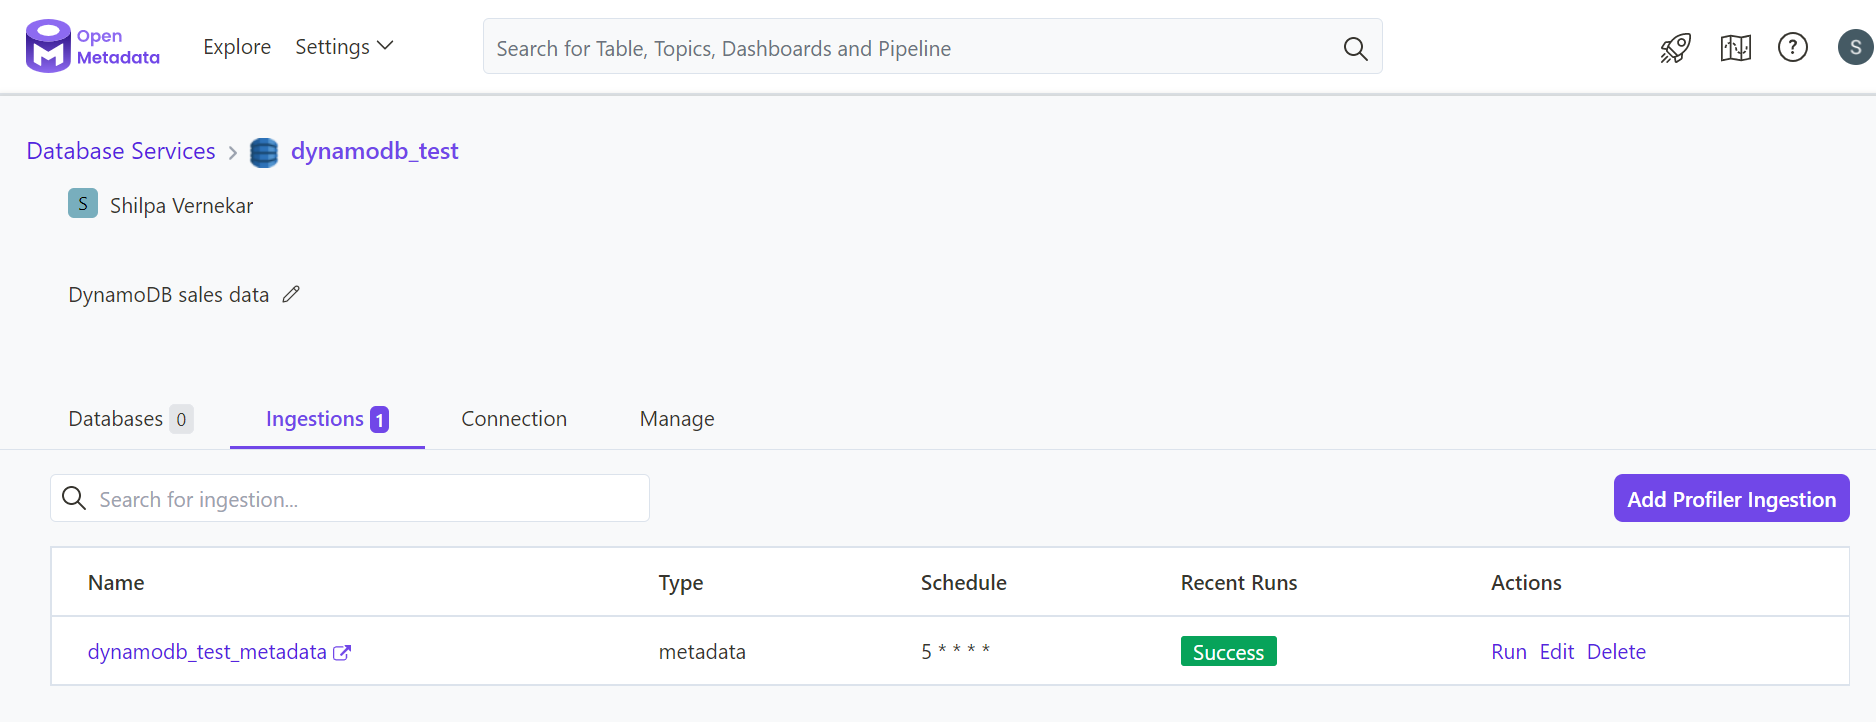 Open
Metadata
Explore Settings
Search for Table, Topics, Dashboards and Pipeline
?
S
Database Services > dynamodb_test
S Shilpa Vernekar
DynamoDB sales data
Databases 0 Ingestions 1 Connection Manage
Search for ingestion...
Add Profiler Ingestion
Name Type Schedule Recent Runs Actions
dynamodb_test_metadata metadata 5 * * * * Success Run Edit Delete